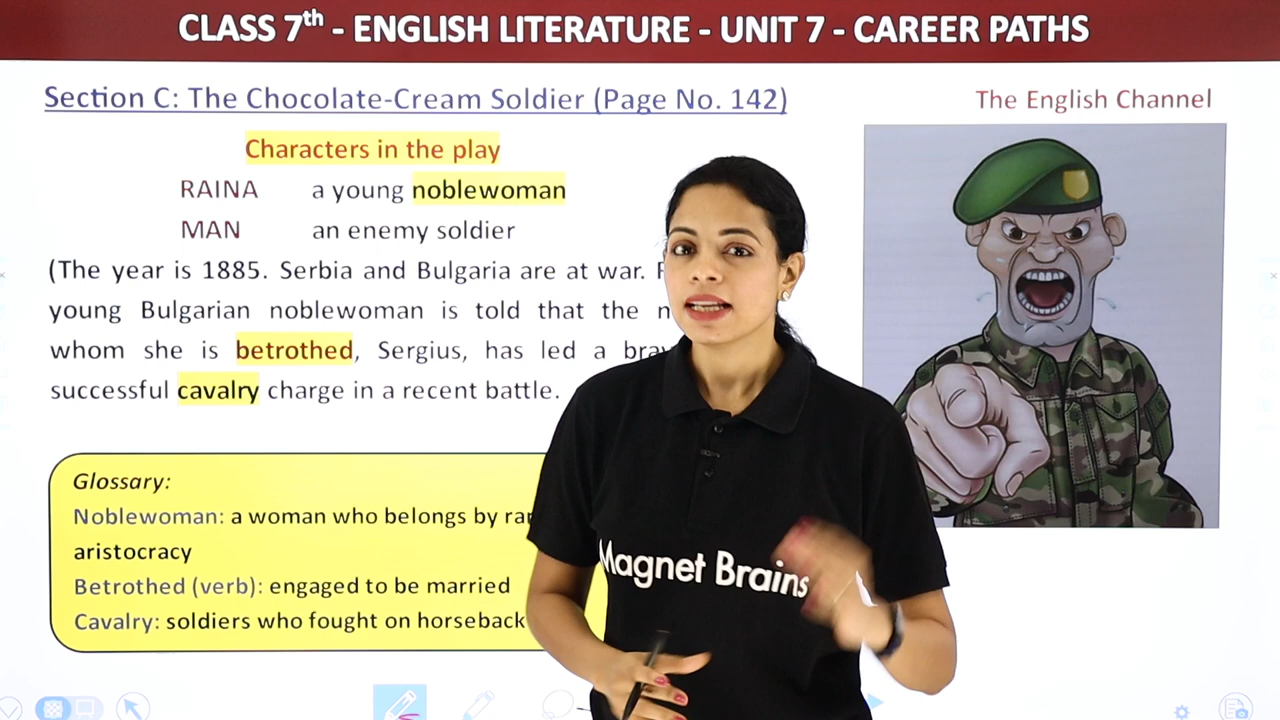 CLASS 7th - ENGLISH LITERATURE - UNIT 7 - CAREER PATHS
Section C: The Chocolate-Cream Soldier (Page No. 142)
The English Channel
Characters in the play
RAINA a young noblewoman
MAN an enemy soldier
(The year is 1885. Serbia and Bulgaria are at war.
young Bulgarian noblewoman is told that the
whom she is betrothed, Sergius, has led a
successful cavalry charge in a recent battle.
Glossary:
Noblewoman: a woman who belongs by
aristocracy
Betrothed (verb): engaged to be married
Cavalry: soldiers who fought on horseback
Magnet Brains